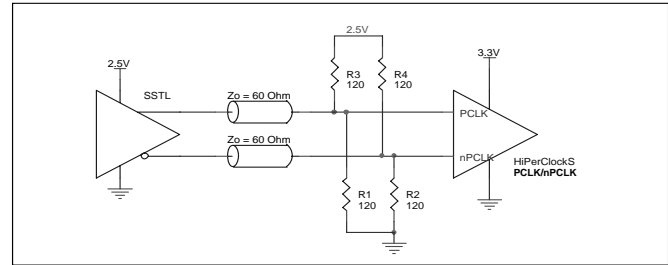 2.5V
3.3V
2.5V
SSTL
R3
120
R4
120
Zo = 60 Ohm
PCLK
Zo = 60 Ohm
nPCLK
HiPerClockS
PCLK/nPCLK
R1
120
R2
120